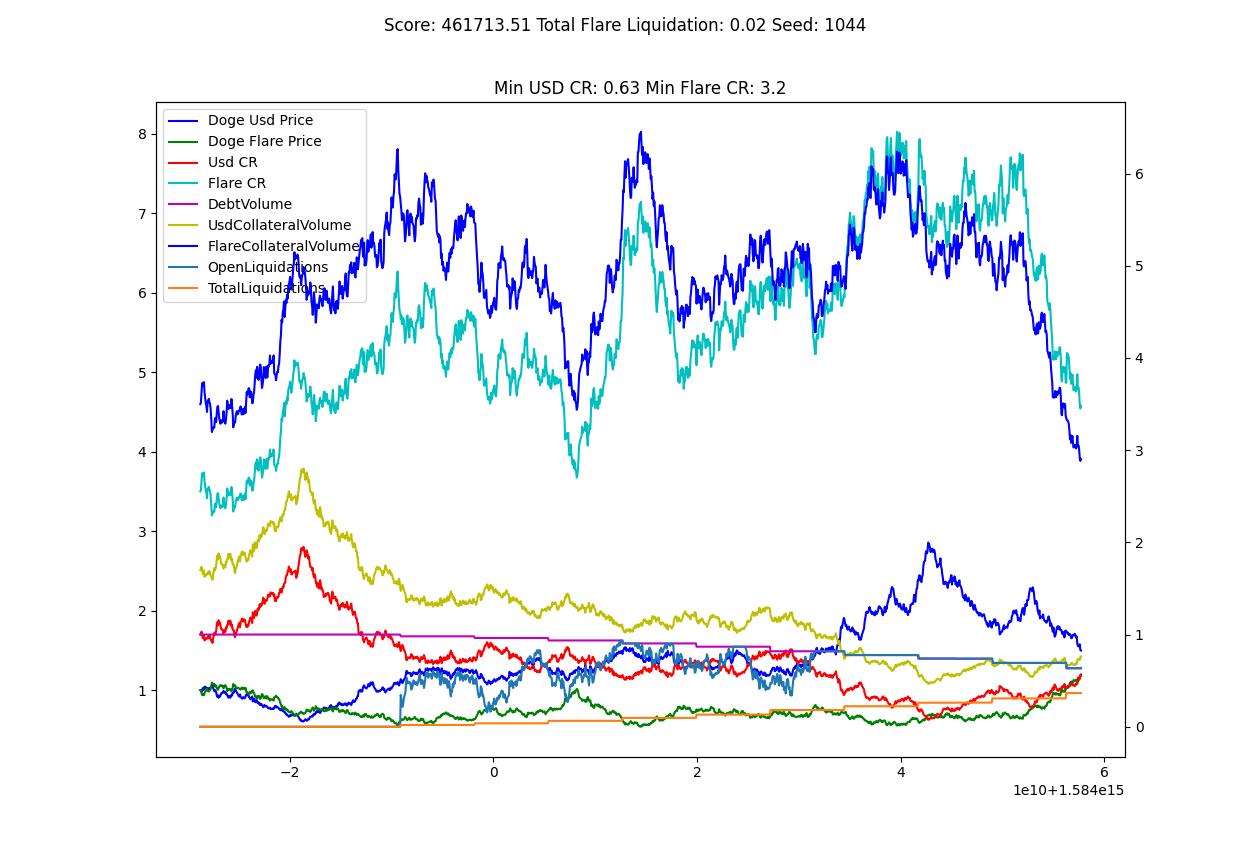 Score: 461713.51 Total Flare Liquidation: 0.02 Seed: 1044
Min USD CR: 0.63 Min Flare CR: 3.2
Doge Usd Price
Doge Flare Price
Usd CR
Flare CR
DebtVolume
UsdCollateralVolume
FlareCollateralVolume
OpenLiquidations
TotalLiquidations
8
7
6
5
4
3
2
1
6
5
4
3
2
1
0
−2
0
2
4
6
1e10+1.584e15